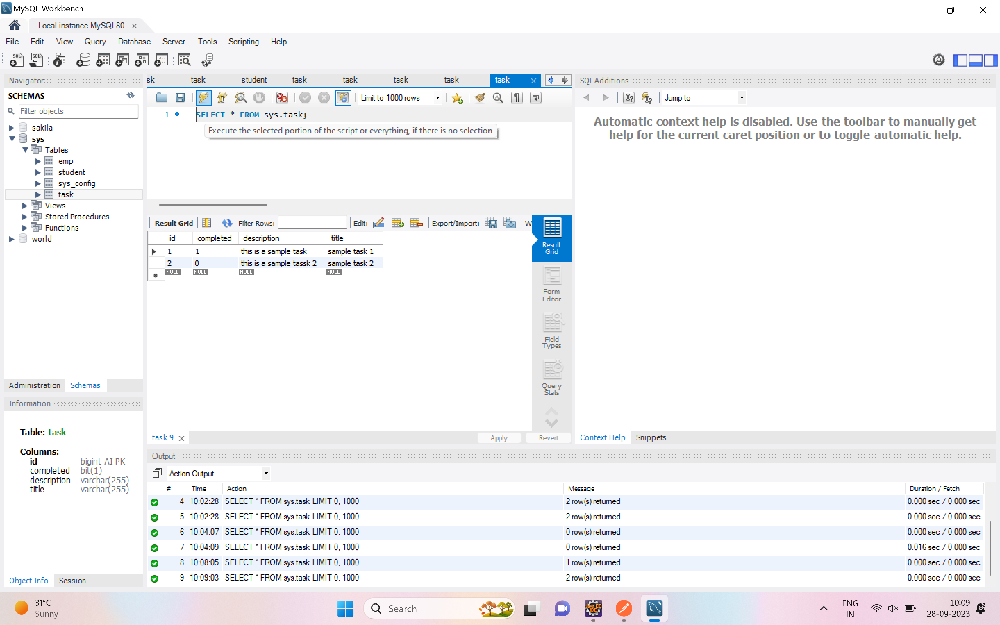 MySQL Workbench
Local instance MySQL80
File Edit View Query Database Server Tools Scripting Help
Navigator
SCHEMAS
Filter objects
sakila
sys
Tables
emp
student
sys_config
task
Views
Stored Procedures
Functions
world
Administration Schemas
Information
Table: task
Columns:
id bigint AI PK
completed bit(1)
description varchar(255)
title varchar(255)
Object Info Session
sk task student task task task task task
Limit to 1000 rows
1 SELECT * FROM sys.task;
Execute the selected portion of the script or everything, if there is no selection
Result Grid Filter Rows: Edit: Export/Import: W
id completed description title
1 1 this is a sample task sample task 1
2 0 this is a sample tassk 2 sample task 2
NULL NULL NULL NULL
Result
Grid
Form
Editor
Field
Types
Query
Stats
task 9 Apply Revert
SQLAdditions
Jump to
Automatic context help is disabled. Use the toolbar to manually get
help for the current caret position or to toggle automatic help.
Context Help Snippets
Output
Action Output
# Time Action Message Duration / Fetch
4 10:02:28 SELECT * FROM sys.task LIMIT 0, 1000 2 row(s) returned 0.000 sec / 0.000 sec
5 10:02:28 SELECT * FROM sys.task LIMIT 0, 1000 2 row(s) returned 0.000 sec / 0.000 sec
6 10:04:07 SELECT * FROM sys.task LIMIT 0, 1000 0 row(s) returned 0.000 sec / 0.000 sec
7 10:04:09 SELECT * FROM sys.task LIMIT 0, 1000 0 row(s) returned 0.016 sec / 0.000 sec
8 10:08:05 SELECT * FROM sys.task LIMIT 0, 1000 1 row(s) returned 0.000 sec / 0.000 sec
9 10:09:03 SELECT * FROM sys.task LIMIT 0, 1000 2 row(s) returned 0.000 sec / 0.000 sec
31°C
Sunny
Search
Java EE
IDE
ENG
IN
10:09
28-09-2023